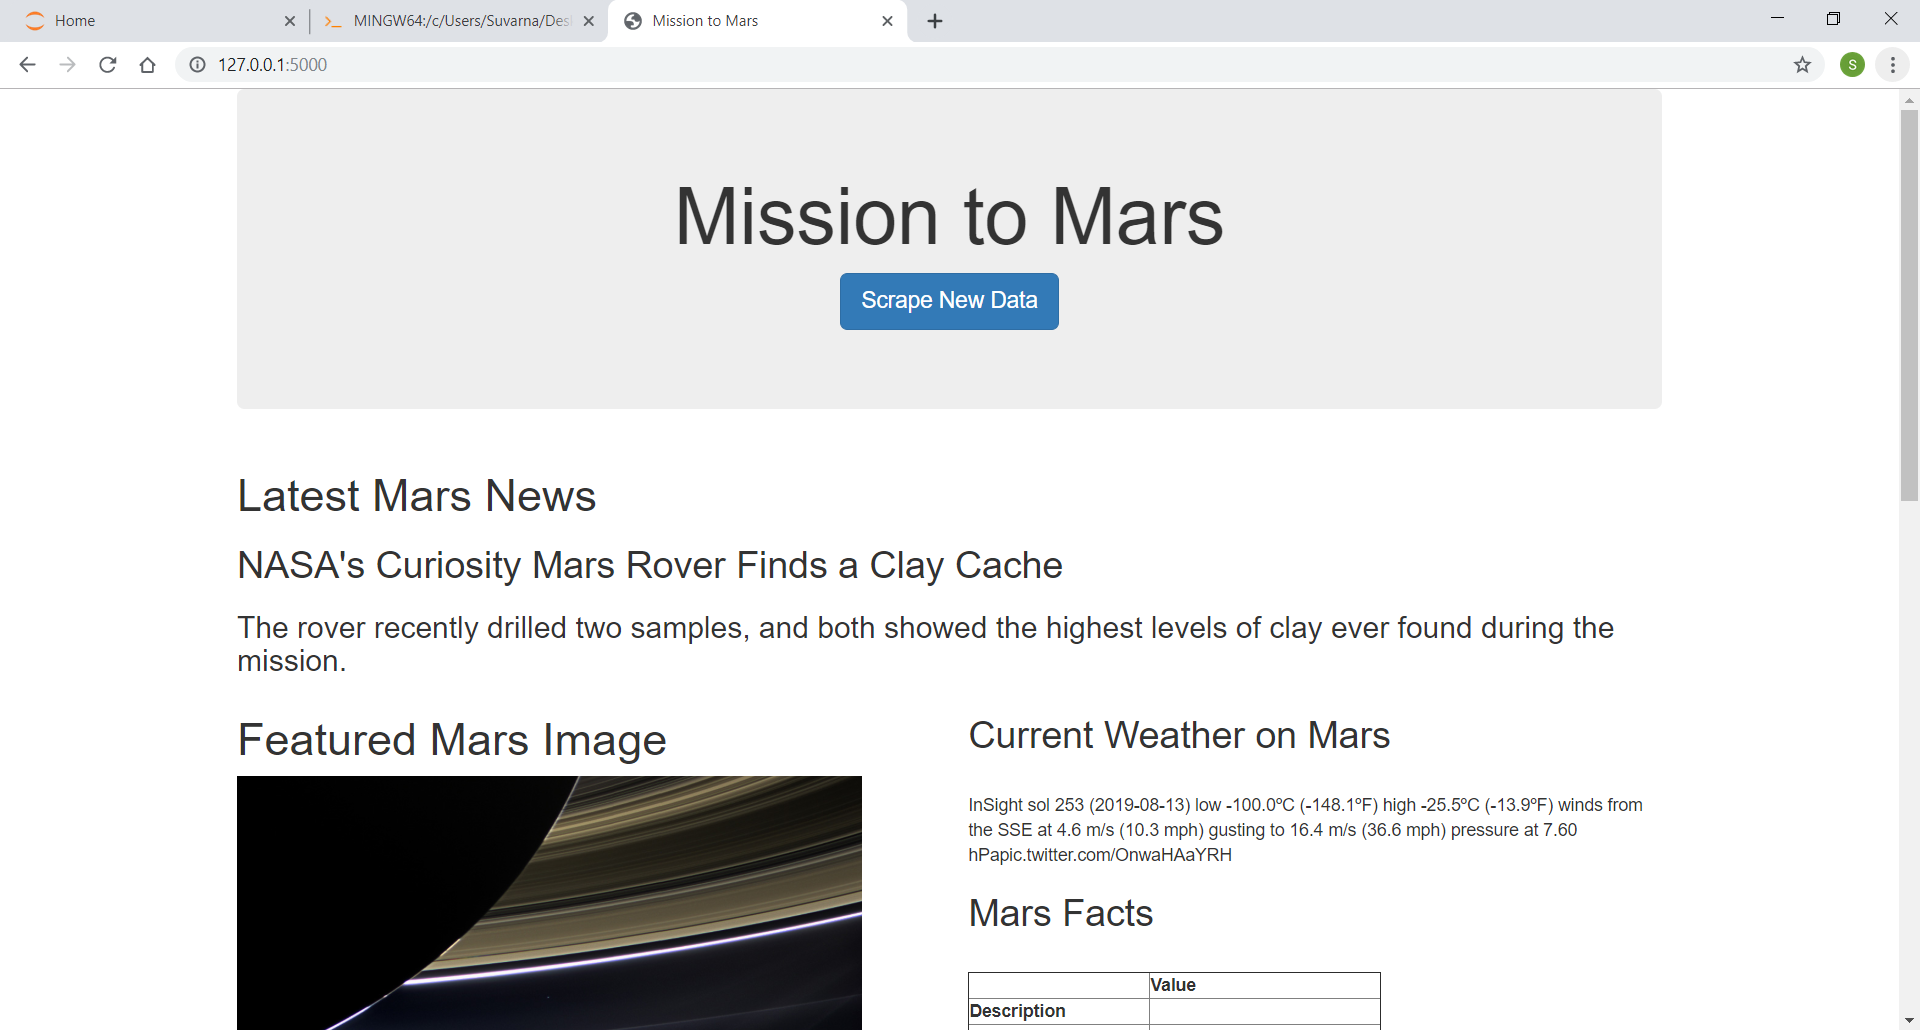 Home
MINGW64:/c/Users/Suvarna/Des
Mission to Mars
127.0.0.1:5000
S
Mission to Mars
Scrape New Data
Latest Mars News
NASA's Curiosity Mars Rover Finds a Clay Cache
The rover recently drilled two samples, and both showed the highest levels of clay ever found during the
mission.
Featured Mars Image
Current Weather on Mars
InSight sol 253 (2019-08-13) low -100.0ºC (-148.1ºF) high -25.5ºC (-13.9ºF) winds from
the SSE at 4.6 m/s (10.3 mph) gusting to 16.4 m/s (36.6 mph) pressure at 7.60
hPapic.twitter.com/OnwaHAaYRH
Mars Facts
Value
Description